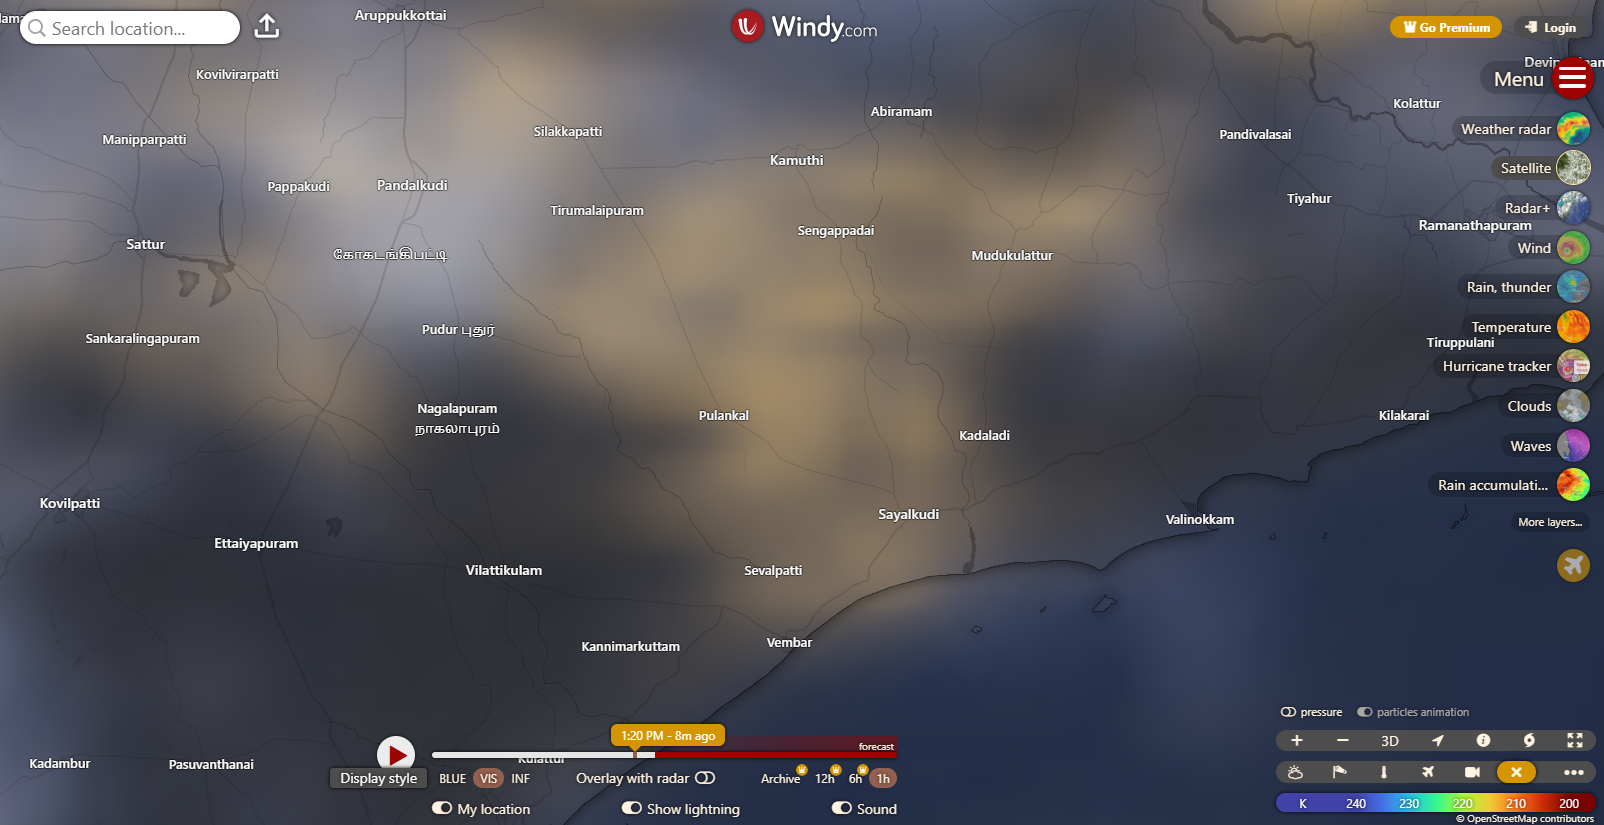 Aruppukkottai
Search location...
Windy.com
Go Premium
Login
Kovilvirarpatti
Menu
Kolattur
Abiramam
Silakkapatti
Manipparpatti
Pandivalasai
Weather radar
Kamuthi
Satellite
Pappakudi
Pandalkudi
Tirumalaipuram
Tiyahur
Radar+
Ramanathapuram
Sengappadai
Sattur
கோகடங்கிபட்டி
Mudukulattur
Wind
Rain, thunder
Pudur புதுர்
Temperature
Sankaralingapuram
Tiruppulani
Hurricane tracker
Nagalapuram
நாகலாபுரம்
Pulankal
Clouds
Kilakarai
Kadaladi
Waves
Rain accumulati...
Kovilpatti
Sayalkudi
Valinokkam
More layers...
Ettaiyapuram
Vilattikulam
Sevalpatti
Kannimarkuttam
Vembar
pressure
particles animation
1:20 PM - 8m ago
forecast
3D
Kadambur
Pasuvanthanai
Kulattur
Display style
BLUE VIS INF
Overlay with radar
Archive 12h 6h 1h
My location
Show lightning
Sound
K 240 230 220 210 200
© OpenStreetMap contributors